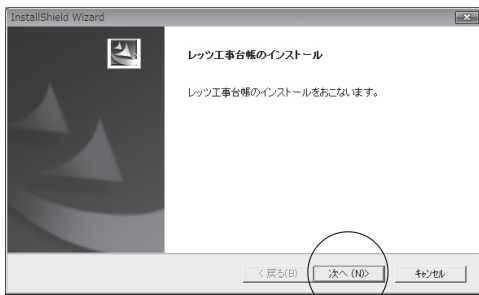 InstallShield Wizard
レッツ工事台帳のインストール
レッツ工事台帳のインストールをおこないます。
< 戻る(B)
次へ (N)>
キャンセル